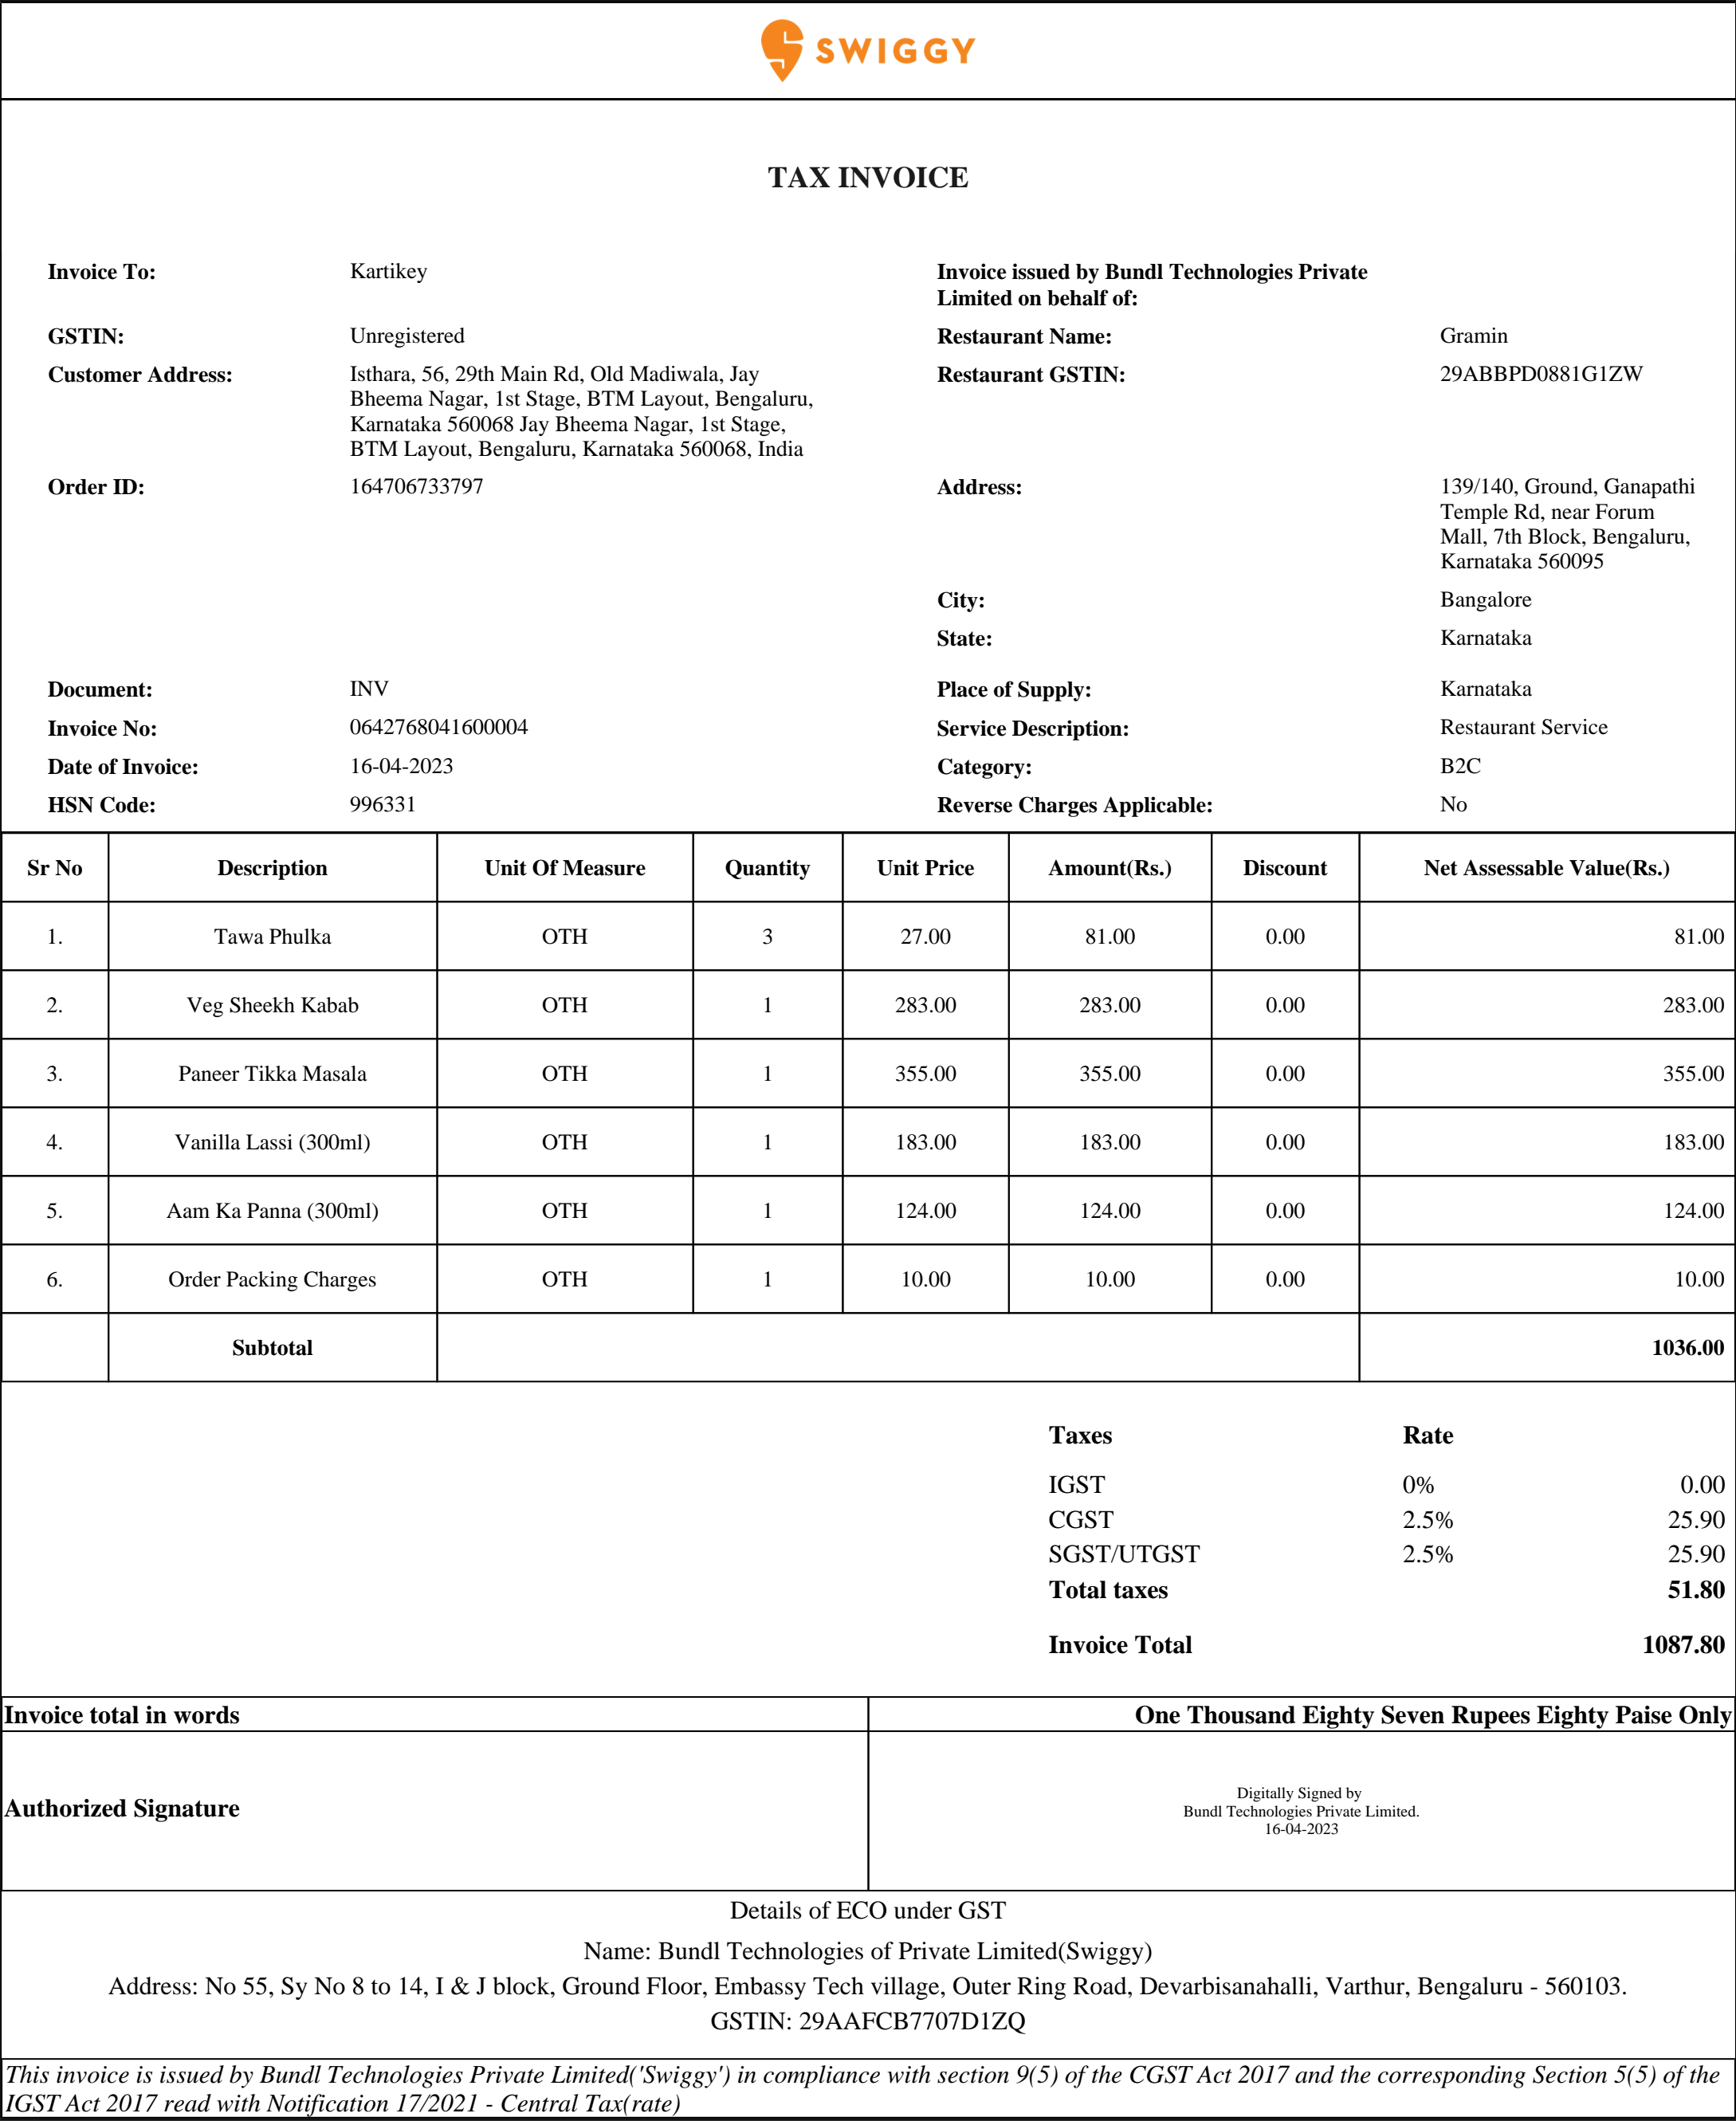 SWIGGY
TAX INVOICE
Invoice To: Kartikey Invoice issued by Bundl Technologies Private
Limited on behalf of:
GSTIN: Unregistered Restaurant Name: Gramin
Customer Address: Isthara, 56, 29th Main Rd, Old Madiwala, Jay Restaurant GSTIN: 29ABBPD0881G1ZW
Bheema Nagar, 1st Stage, BTM Layout, Bengaluru,
Karnataka 560068 Jay Bheema Nagar, 1st Stage,
BTM Layout, Bengaluru, Karnataka 560068, India
Order ID: 164706733797 Address: 139/140, Ground, Ganapathi
Temple Rd, near Forum
Mall, 7th Block, Bengaluru,
Karnataka 560095
City: Bangalore
State: Karnataka
Document: INV Place of Supply: Karnataka
Invoice No: 0642768041600004 Service Description: Restaurant Service
Date of Invoice: 16-04-2023 Category: B2C
HSN Code: 996331 Reverse Charges Applicable: No
Sr No Description Unit Of Measure Quantity Unit Price Amount(Rs.) Discount Net Assessable Value(Rs.)
1. Tawa Phulka OTH 3 27.00 81.00 0.00 81.00
2. Veg Sheekh Kabab OTH 1 283.00 283.00 0.00 283.00
3. Paneer Tikka Masala OTH 1 355.00 355.00 0.00 355.00
4. Vanilla Lassi (300ml) OTH 1 183.00 183.00 0.00 183.00
5. Aam Ka Panna (300ml) OTH 1 124.00 124.00 0.00 124.00
6. Order Packing Charges OTH 1 10.00 10.00 0.00 10.00
Subtotal 1036.00
Taxes Rate
IGST 0% 0.00
CGST 2.5% 25.90
SGST/UTGST 2.5% 25.90
Total taxes 51.80
Invoice Total 1087.80
Invoice total in words One Thousand Eighty Seven Rupees Eighty Paise Only
Authorized Signature
Digitally Signed by
Bundl Technologies Private Limited.
16-04-2023
Details of ECO under GST
Name: Bundl Technologies of Private Limited(Swiggy)
Address: No 55, Sy No 8 to 14, I & J block, Ground Floor, Embassy Tech village, Outer Ring Road, Devarbisanahalli, Varthur, Bengaluru - 560103.
GSTIN: 29AAFCB7707D1ZQ
This invoice is issued by Bundl Technologies Private Limited('Swiggy') in compliance with section 9(5) of the CGST Act 2017 and the corresponding Section 5(5) of the
IGST Act 2017 read with Notification 17/2021 - Central Tax(rate)